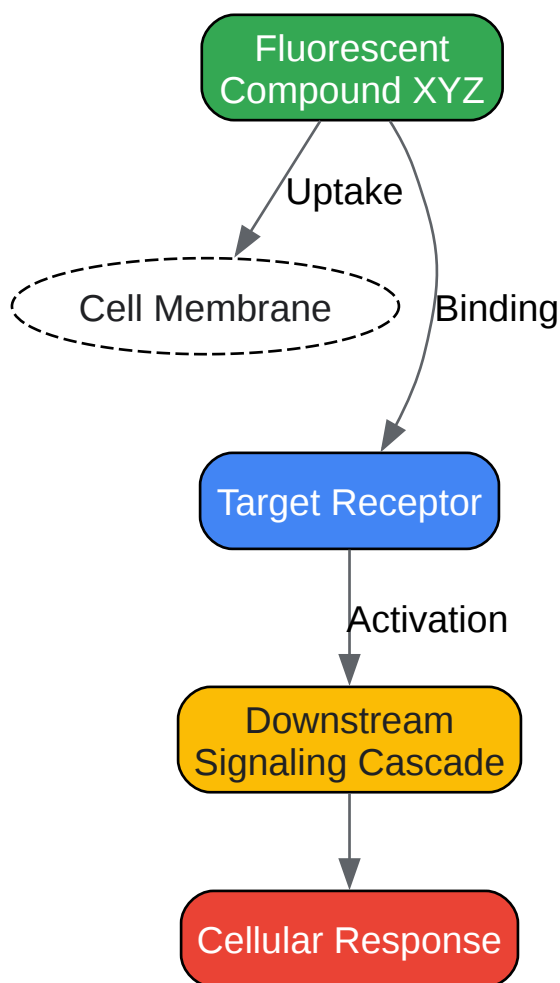 Fluorescent
Compound XYZ
Uptake
Cell Membrane
Binding
Target Receptor
Activation
Downstream
Signaling Cascade
Cellular Response